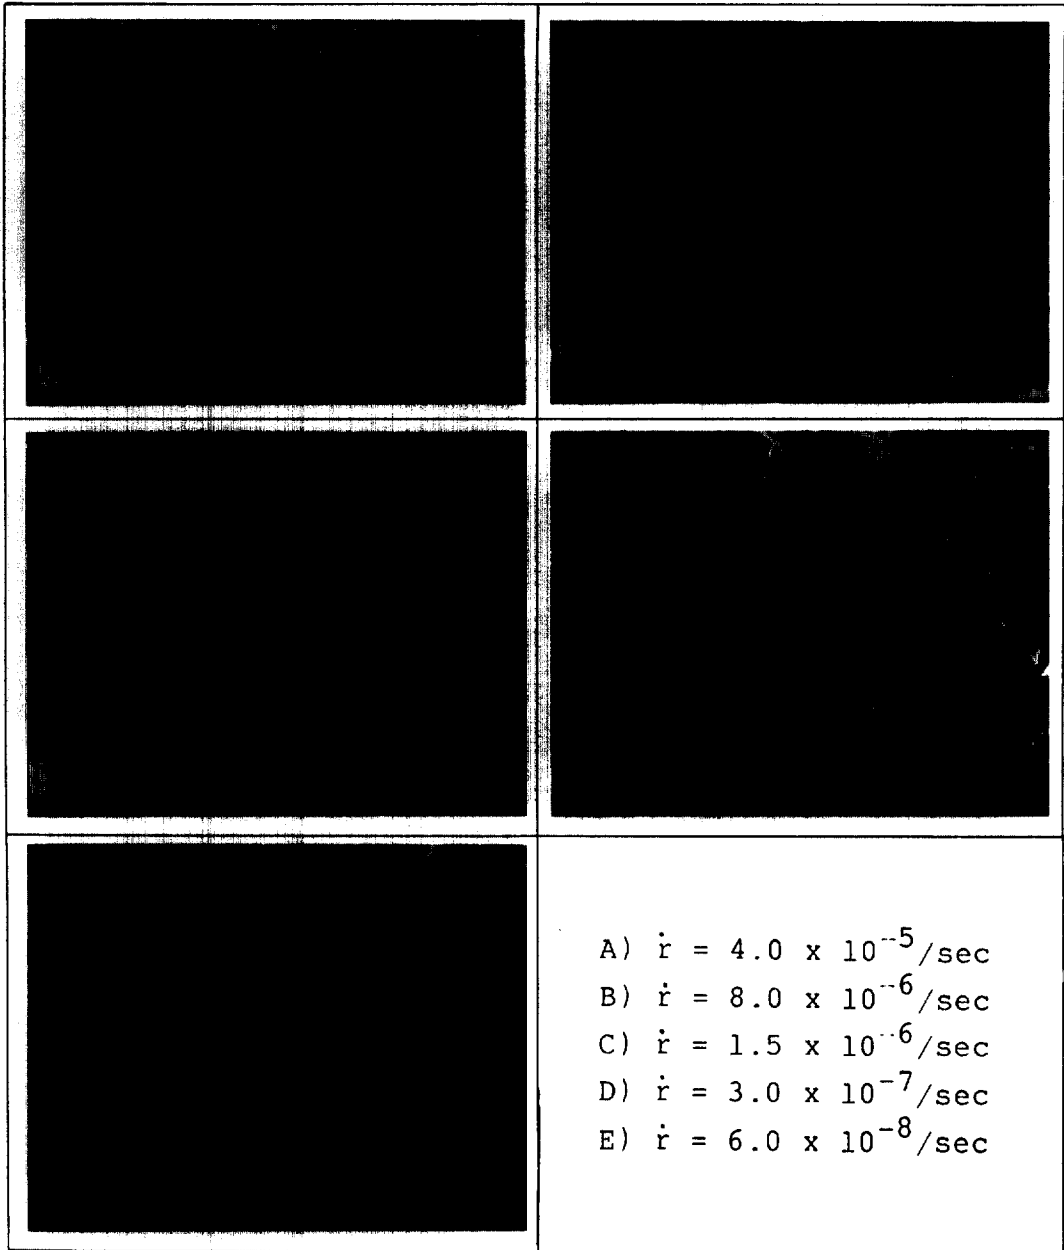 A) ṙ = 4.0 x 10⁻⁵/sec
B) ṙ = 8.0 x 10⁻⁶/sec
C) ṙ = 1.5 x 10⁻⁶/sec
D) ṙ = 3.0 x 10⁻⁷/sec
E) ṙ = 6.0 x 10⁻⁸/sec